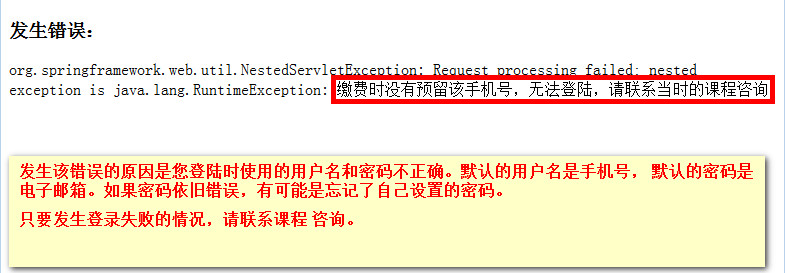 发生错误：
org.springframework.web.util.NestedServletException: Request processing failed; nested
exception is java.lang.RuntimeException: 缴费时没有预留该手机号，无法登陆，请联系当时的课程咨询
发生该错误的原因是您登陆时使用的用户名和密码不正确。默认的用户名是手机号， 默认的密码是
电子邮箱。如果密码依旧错误，有可能是忘记了自己设置的密码。
只要发生登录失败的情况，请联系课程 咨询。